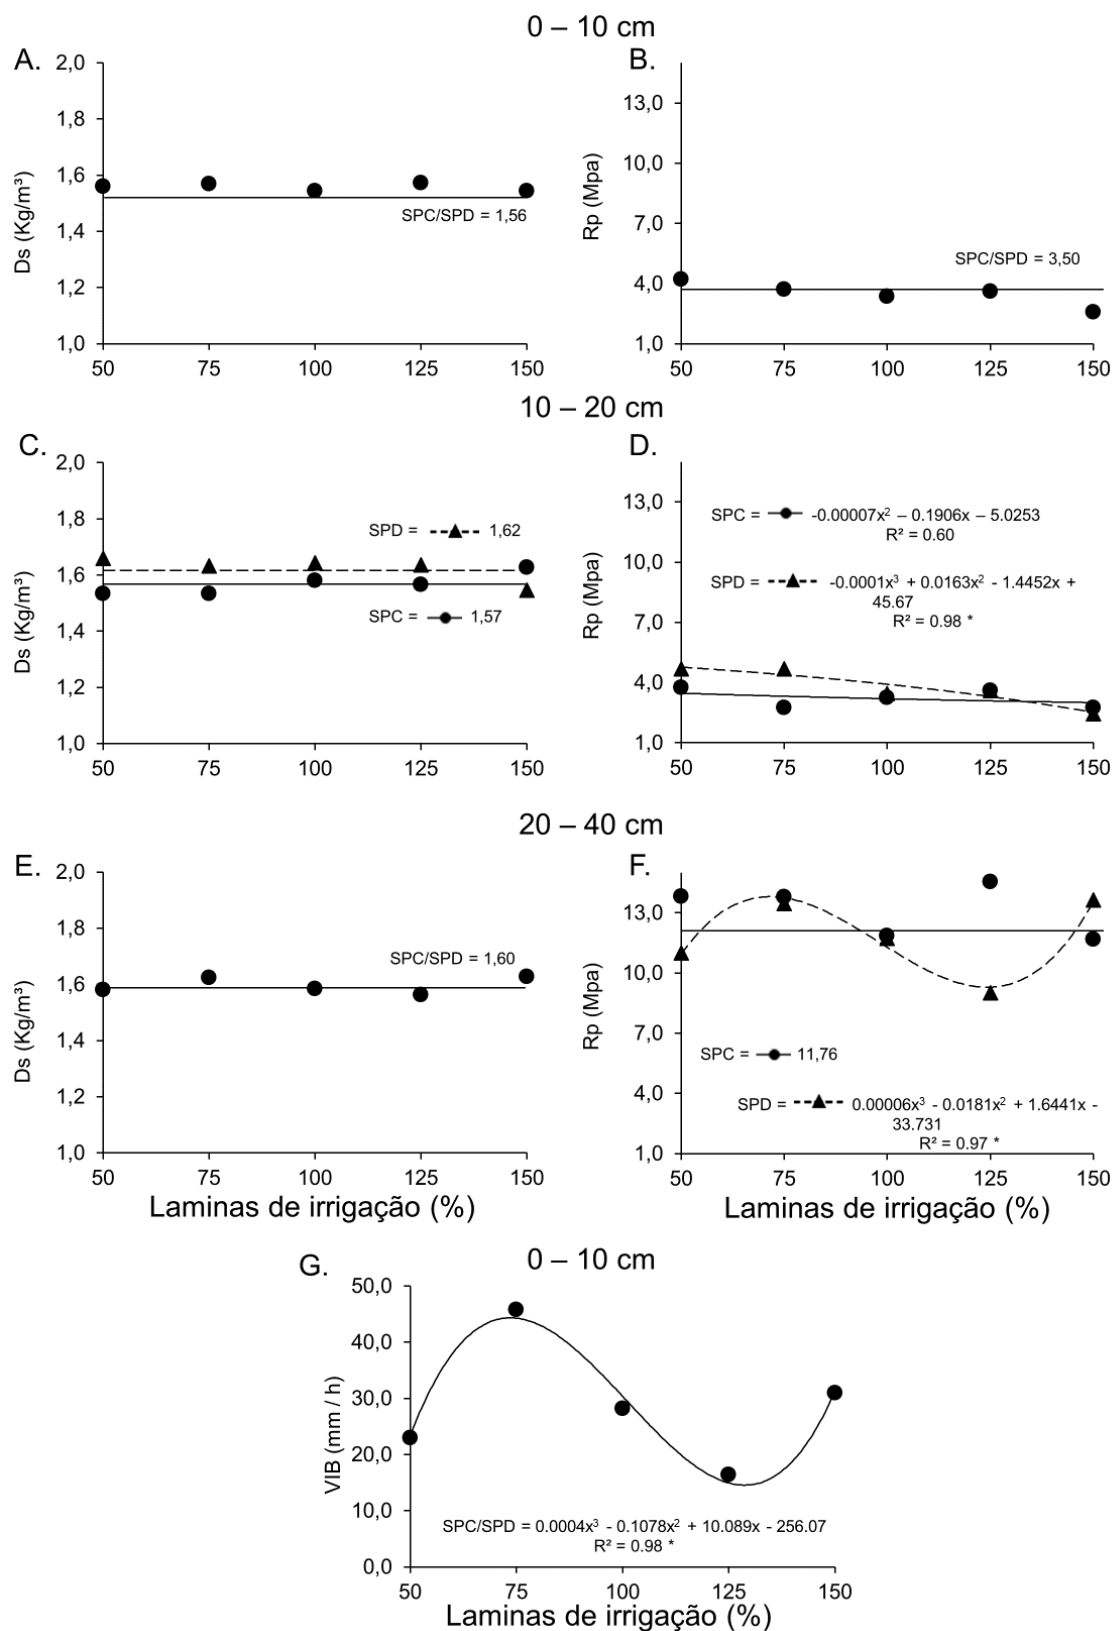 0 – 10 cm
A.
2,0
1,8
1,6
1,4
1,2
1,0
Ds (Kg/m³)
SPC/SPD = 1,56
50 75 100 125 150
B.
13,0
10,0
7,0
4,0
1,0
Rp (Mpa)
SPC/SPD = 3,50
50 75 100 125 150
10 – 20 cm
C.
2,0
1,8
1,6
1,4
1,2
1,0
Ds (Kg/m³)
SPD = 1,62
SPC = 1,57
50 75 100 125 150
D.
13,0
10,0
7,0
4,0
1,0
Rp (Mpa)
SPC = -0.00007x² – 0.1906x – 5.0253
R² = 0.60
SPD = -0.0001x³ + 0.0163x² - 1.4452x +
45.67
R² = 0.98 *
50 75 100 125 150
20 – 40 cm
E.
2,0
1,8
1,6
1,4
1,2
1,0
Ds (Kg/m³)
SPC/SPD = 1,60
50 75 100 125 150
Laminas de irrigação (%)
F.
13,0
10,0
7,0
4,0
1,0
Rp (Mpa)
SPC = 11,76
SPD = 0.00006x³ - 0.0181x² + 1.6441x -
33.731
R² = 0.97 *
50 75 100 125 150
Laminas de irrigação (%)
0 – 10 cm
G.
50,0
40,0
30,0
20,0
10,0
0,0
VIB (mm / h)
SPC/SPD = 0.0004x³ - 0.1078x² + 10.089x - 256.07
R² = 0.98 *
50 75 100 125 150
Laminas de irrigação (%)